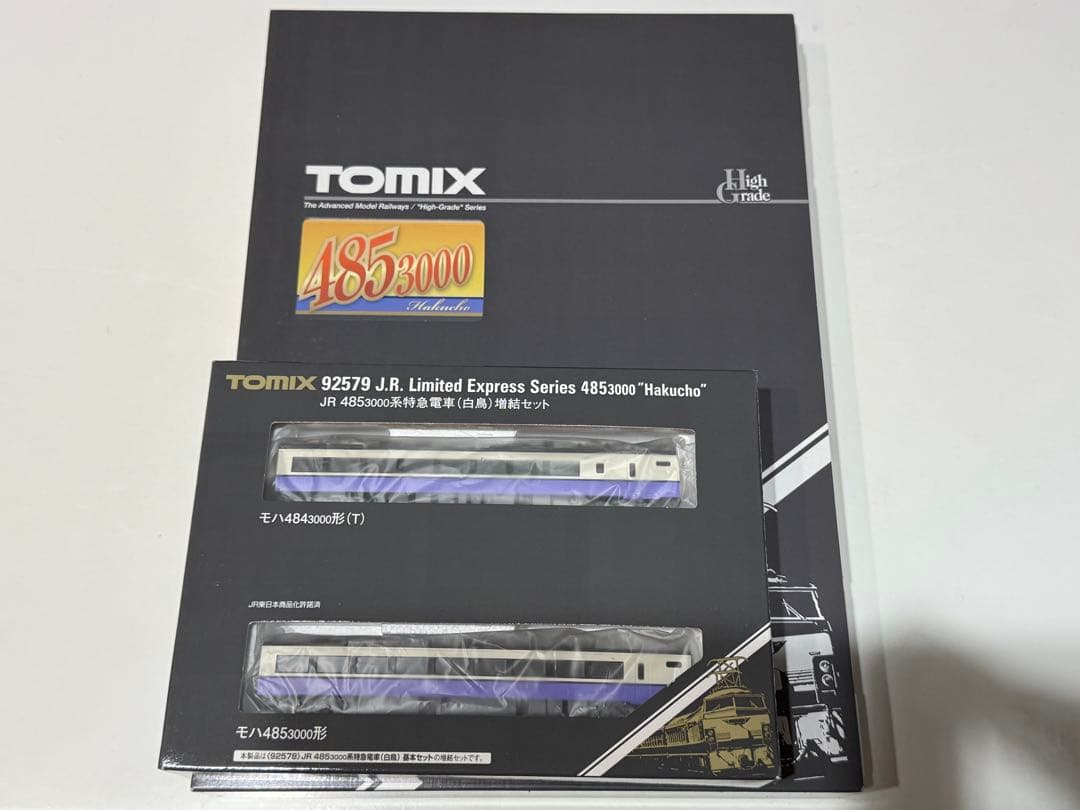 TOMIX
High
Grade
The Advanced Model Railways / "High-Grade" Series
4853000
Hakucho
TOMIX 92579 J.R. Limited Express Series 4853000 "Hakucho"
JR 4853000系特急電車(白鳥)増結セット
モハ4843000形(T)
JR東日本商品化許諾済
モハ4853000形
本製品は〈92578〉JR 4853000系特急電車(白鳥)基本セットの増結セットです。